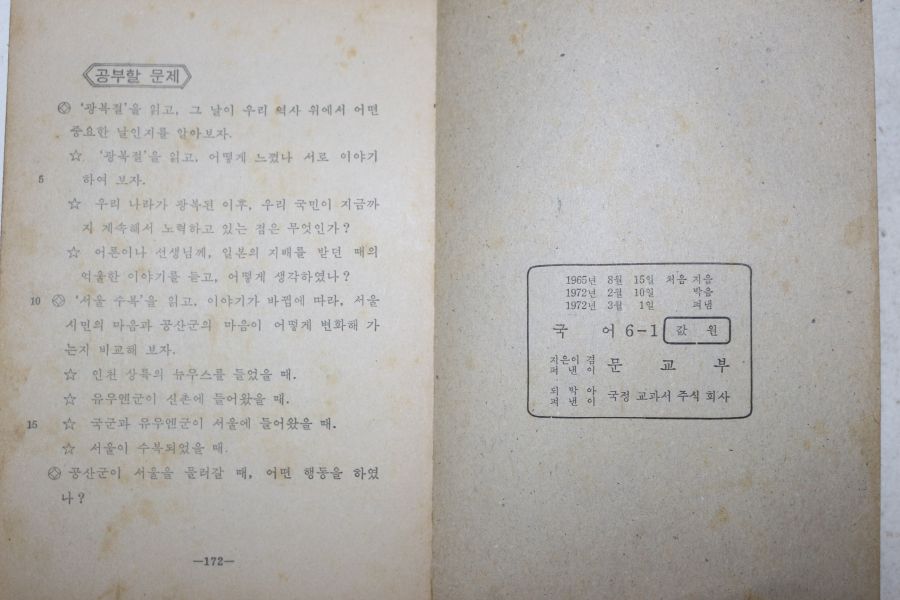 공부할 문제
'광복절'을 읽고, 그 날이 우리 역사 위에서 어떤
중요한 날인지를 알아보자.
☆ '광복절'을 읽고, 어떻게 느꼈나 서로 이야기
5 하여 보자.
☆ 우리 나라가 광복된 이후, 우리 국민이 지금까
지 계속해서 노력하고 있는 점은 무엇인가?
☆ 어른이나 선생님께, 일본의 지배를 받던 때의
억울한 이야기를 듣고, 어떻게 생각하였나?
10 '서울 수복'을 읽고, 이야기가 바뀜에 따라, 서울
시민의 마음과 공산군의 마음이 어떻게 변화해 가
는지 비교해 보자.
☆ 인천 상륙의 뉴우스를 들었을 때.
☆ 유우엔군이 신촌에 들어왔을 때.
15 ☆ 국군과 유우엔군이 서울에 들어왔을 때.
☆ 서울이 수복되었을 때.
공산군이 서울을 물러갈 때, 어떤 행동을 하였
나?
—172—
1965년 8월 15일 처음 지음
1972년 2월 10일 박음
1972년 3월 1일 펴냄
국 어 6-1 값 원
지은이 겸 펴낸이 문 교 부
되박아 펴낸이 국정 교과서 주식 회사